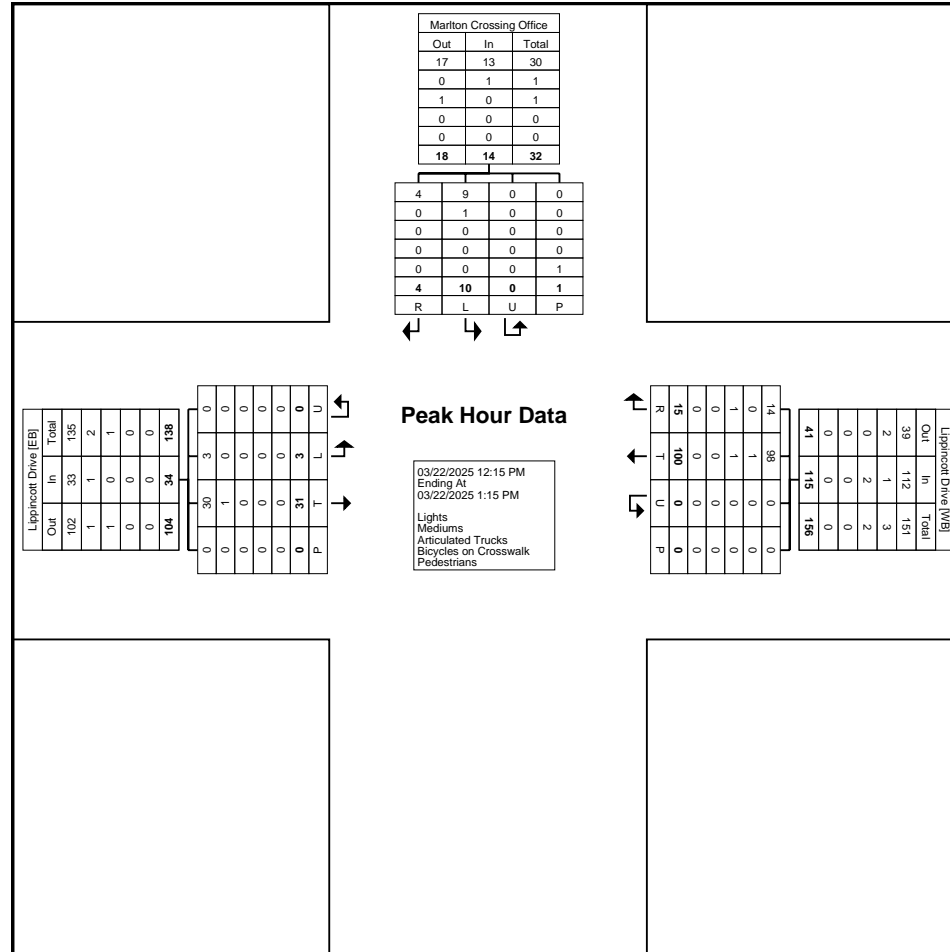 Marlton Crossing Office
Out In Total
17 13 30
0 1 1
1 0 1
0 0 0
0 0 0
18 14 32
4 9 0 0
0 1 0 0
0 0 0 0
0 0 0 0
0 0 0 1
4 10 0 1
R L U P
Lippincott Drive [EB]
Out In Total
102 33 135
1 1 2
1 0 1
0 0 0
0 0 0
104 34 138
0 30 3 0
0 1 0 0
0 0 0 0
0 0 0 0
0 0 0 0
0 31 3 0
P T L U
Peak Hour Data
03/22/2025 12:15 PM
Ending At
03/22/2025 1:15 PM
Lights
Mediums
Articulated Trucks
Bicycles on Crosswalk
Pedestrians
Lippincott Drive [WB]
Out In Total
39 112 151
2 1 3
0 2 2
0 0 0
0 0 0
41 115 156
14 98 0 0
0 1 0 0
1 1 0 0
0 0 0 0
0 0 0 0
15 100 0 0
R T U P